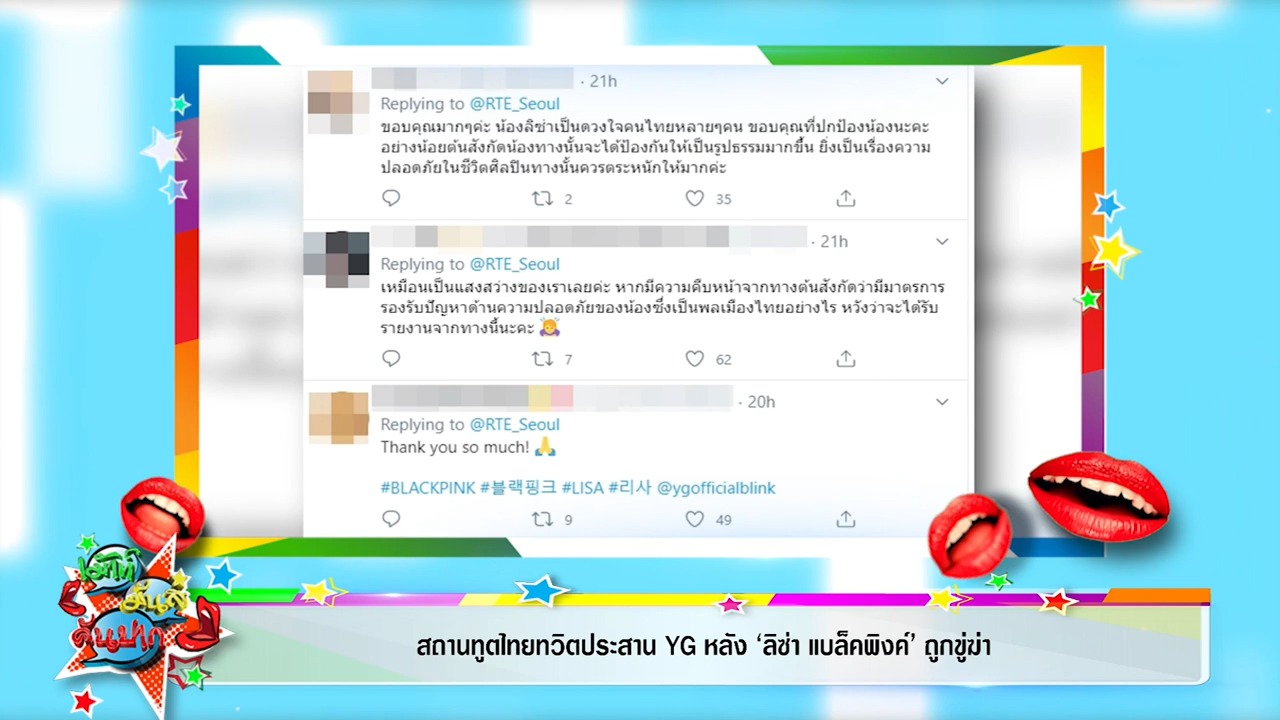 · 21h
Replying to @RTE_Seoul
ขอบคุณมากๆค่ะ น้องลิซ่าเป็นดวงใจคนไทยหลายๆคน ขอบคุณที่ปกป้องน้องนะคะ
อย่างน้อยต้นสังกัดน้องทางนั้นจะได้ป้องกันให้เป็นรูปธรรมมากขึ้น ยิ่งเป็นเรื่องความ
ปลอดภัยในชีวิตศิลปินทางนั้นควรตระหนักให้มากค่ะ
2 35
· 21h
Replying to @RTE_Seoul
เหมือนเป็นแสงสว่างของเราเลยค่ะ หากมีความคืบหน้าจากทางต้นสังกัดว่ามีมาตรการ
รองรับปัญหาด้านความปลอดภัยของน้องซึ่งเป็นพลเมืองไทยอย่างไร หวังว่าจะได้รับ
รายงานจากทางนี้นะคะ 🙇‍♀️
7 62
· 20h
Replying to @RTE_Seoul
Thank you so much! 🙏
#BLACKPINK #블랙핑크 #LISA #리사 @ygofficialblink
9 49
เม้าท์
มันส์
คันปาก
สถานทูตไทยทวิตประสาน YG หลัง ‘ลิซ่า แบล็คพิงค์’ ถูกขู่ฆ่า